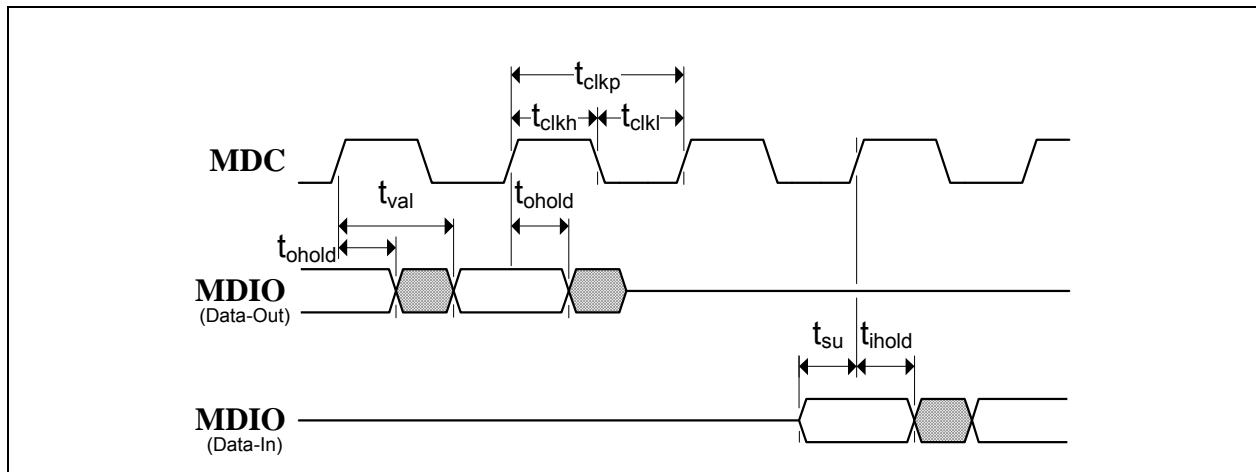 tclkp
tclkh tclkl
MDC
tval tohold
tohold
MDIO
(Data-Out)
tsu tihold
MDIO
(Data-In)